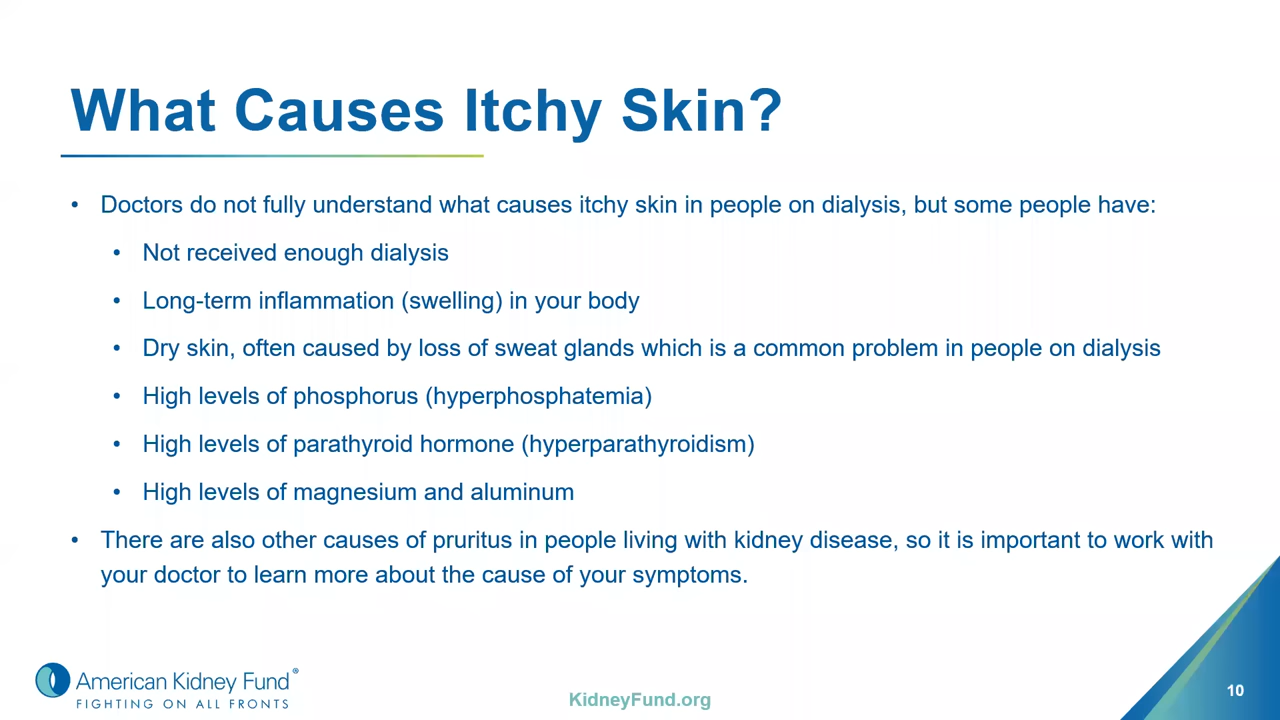 What Causes Itchy Skin?
• Doctors do not fully understand what causes itchy skin in people on dialysis, but some people have:
• Not received enough dialysis
• Long-term inflammation (swelling) in your body
• Dry skin, often caused by loss of sweat glands which is a common problem in people on dialysis
• High levels of phosphorus (hyperphosphatemia)
• High levels of parathyroid hormone (hyperparathyroidism)
• High levels of magnesium and aluminum
• There are also other causes of pruritus in people living with kidney disease, so it is important to work with
your doctor to learn more about the cause of your symptoms.
American Kidney Fund®
FIGHTING ON ALL FRONTS
KidneyFund.org
10